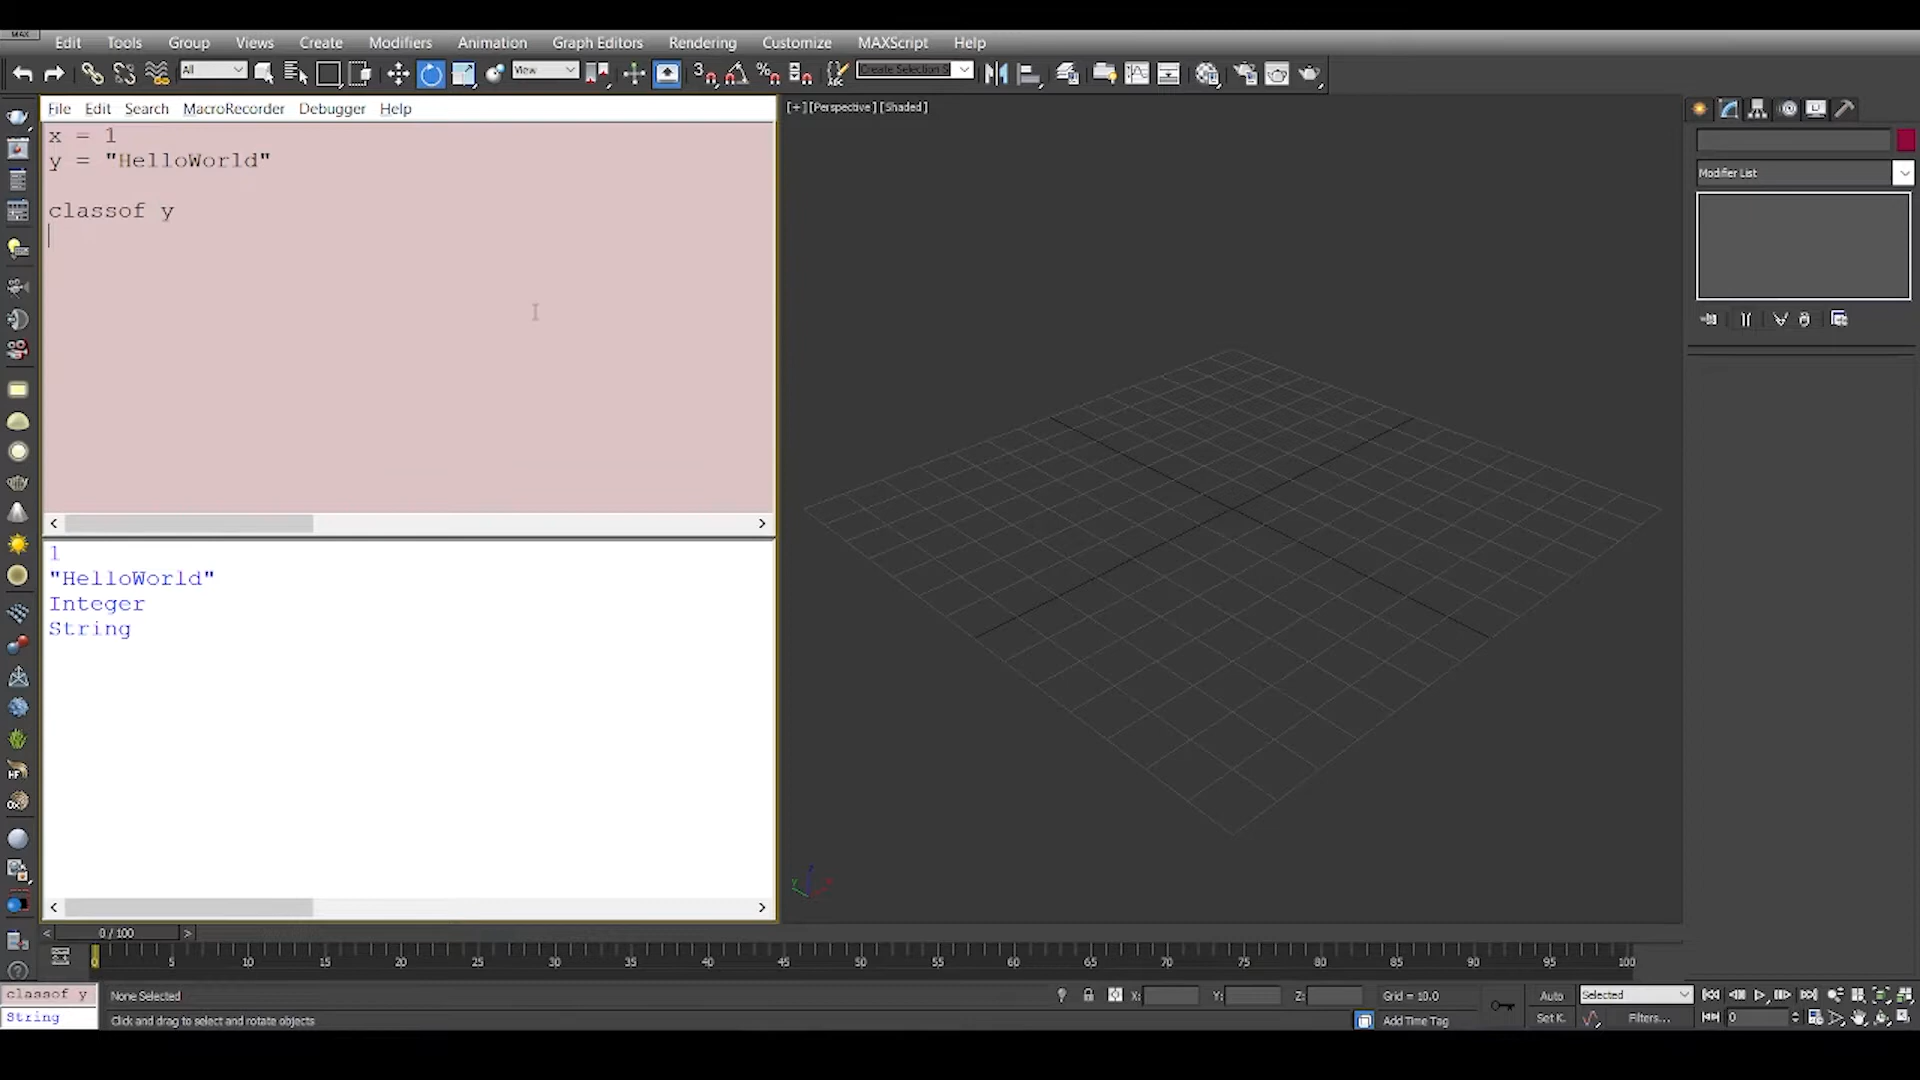 MAX
Edit Tools Group Views Create Modifiers Animation Graph Editors Rendering Customize MAXScript Help
All View Create Selection S
File Edit Search MacroRecorder Debugger Help
[+] [Perspective] [Shaded]
x = 1
y = "HelloWorld"
classof y
Modifier List
1
"HelloWorld"
Integer
String
0 / 100
0 5 10 15 20 25 30 35 40 45 50 55 60 65 70 75 80 85 90 95 100
classof y None Selected X: Y: Z: Grid = 10.0 Auto Selected
String Click and drag to select and rotate objects Add Time Tag Set K. Filters... 0